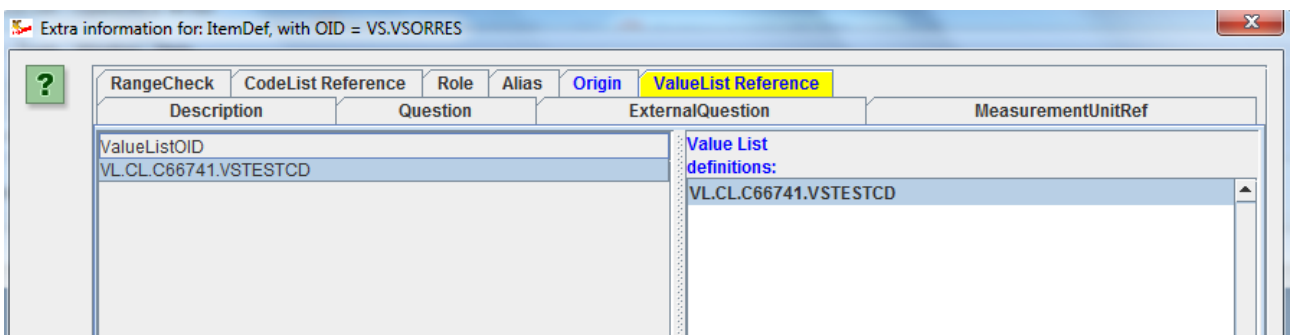 Extra information for: ItemDef, with OID = VS.VSORRES
X
?
RangeCheck CodeList Reference Role Alias Origin ValueList Reference
Description Question ExternalQuestion MeasurementUnitRef
ValueListOID
VL.CL.C66741.VSTESTCD
Value List
definitions:
VL.CL.C66741.VSTESTCD